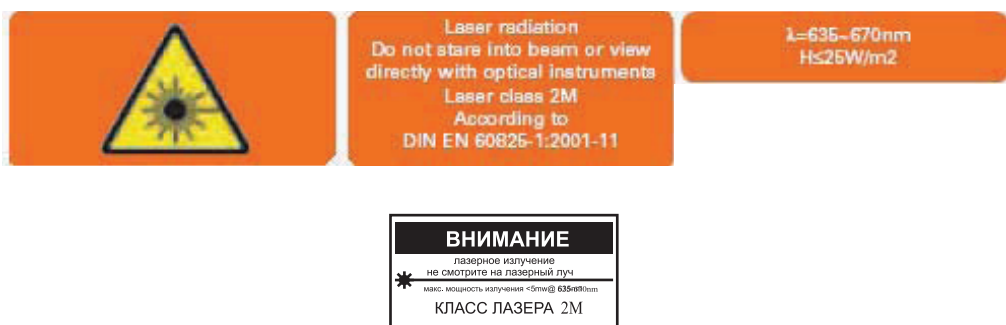 Laser radiation
Do not stare into beam or view
directly with optical instruments
Laser class 2M
According to
DIN EN 60825-1:2001-11
λ=635-670nm
H≤25W/m2
ВНИМАНИЕ
лазерное излучение
не смотрите на лазерный луч
макс. мощность излучения <5mw@
КЛАСС ЛАЗЕРА 2М